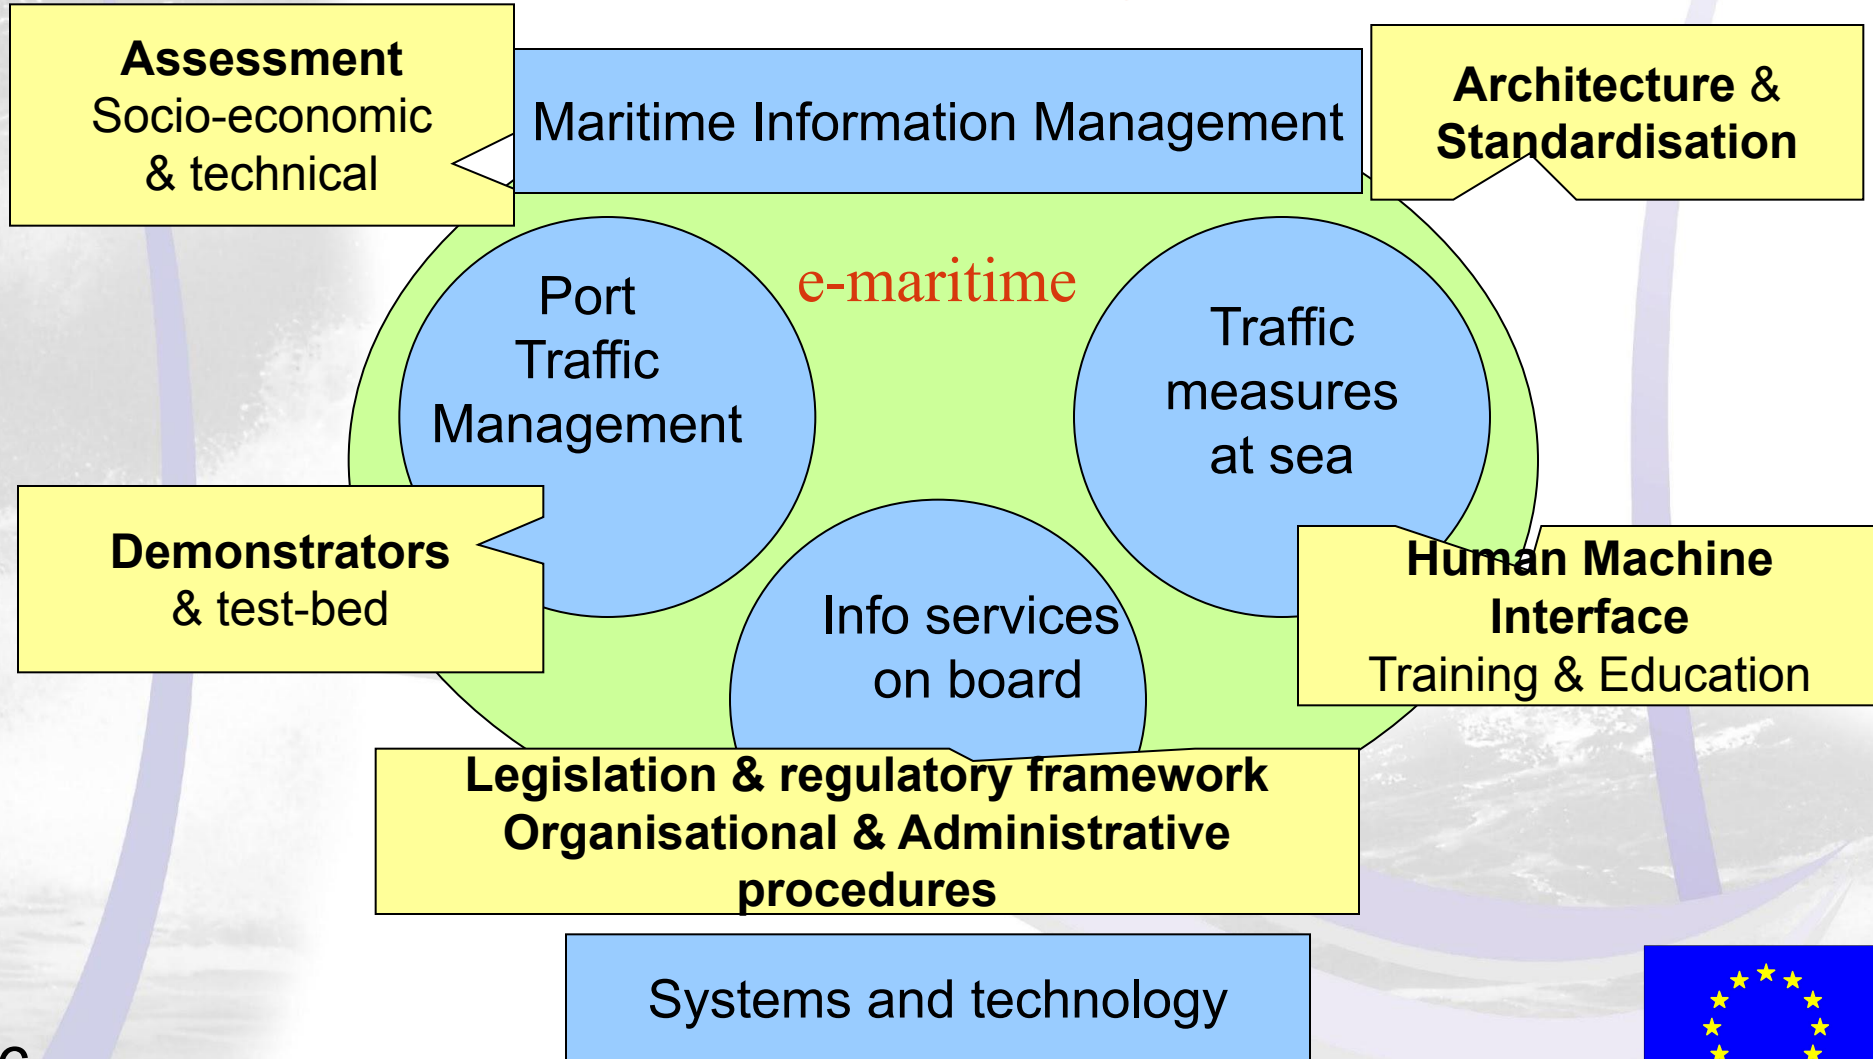 Assessment
Socio-economic
& technical
Maritime Information Management
Architecture &
Standardisation
e-maritime
Port
Traffic
Management
Traffic
measures
at sea
Demonstrators
& test-bed
Info services
on board
Human Machine
Interface
Training & Education
Legislation & regulatory framework
Organisational & Administrative
procedures
Systems and technology